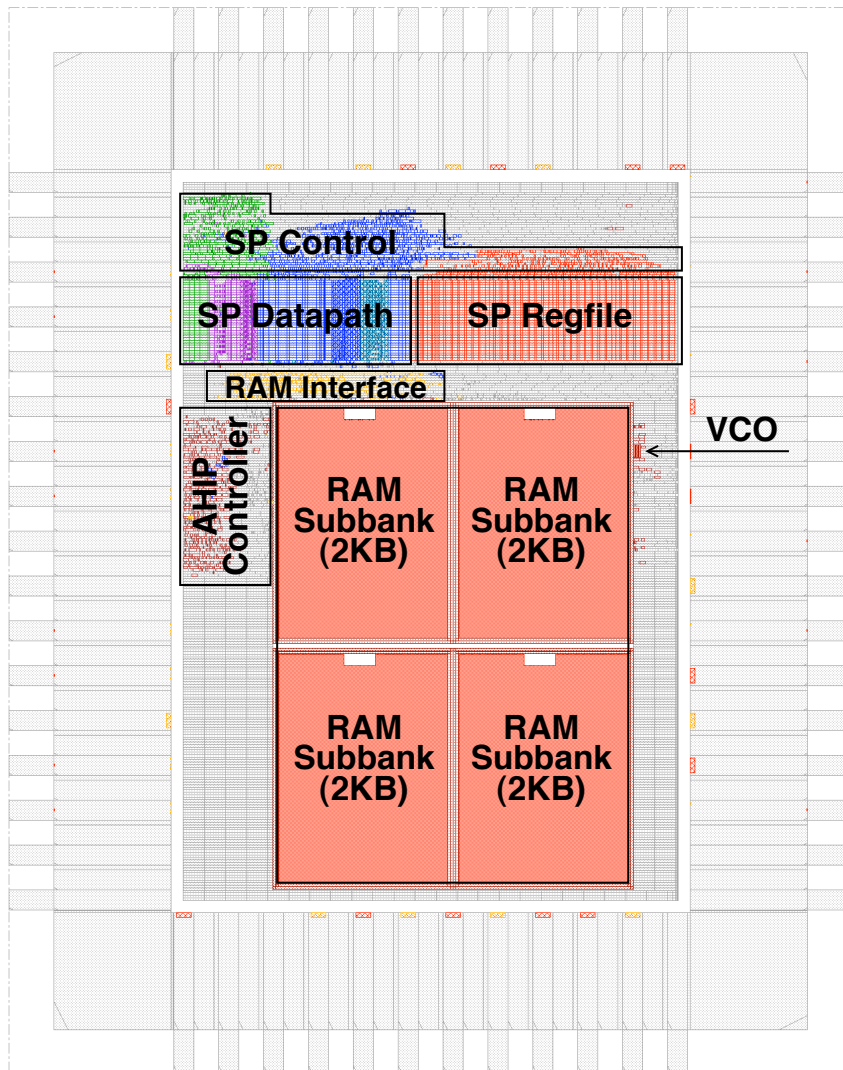 SP Control
SP Datapath
SP Regfile
RAM Interface
VCO
AHIP
Controller
RAM
Subbank
(2KB)
RAM
Subbank
(2KB)
RAM
Subbank
(2KB)
RAM
Subbank
(2KB)